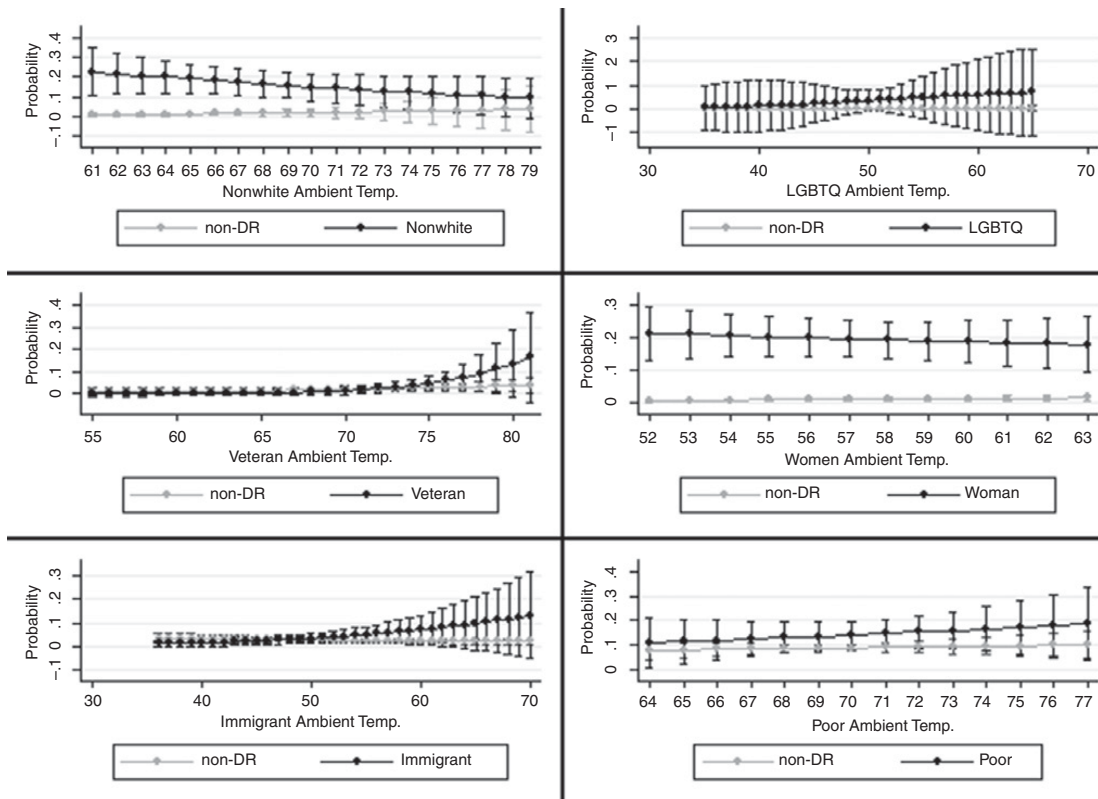 Probability
-.10 .1 .2 .3 .4
61 62 63 64 65 66 67 68 69 70 71 72 73 74 75 76 77 78 79
Nonwhite Ambient Temp.
non-DR Nonwhite
Probability
–1 0 1 2 3
30 40 50 60 70
LGBTQ Ambient Temp.
non-DR LGBTQ
Probability
0 .1 .2 .3 .4
55 60 65 70 75 80
Veteran Ambient Temp.
non-DR Veteran
Probability
0 .1 .2 .3
52 53 54 55 56 57 58 59 60 61 62 63
Women Ambient Temp.
non-DR Woman
Probability
–.1 0 .1 .2 .3
30 40 50 60 70
Immigrant Ambient Temp.
non-DR Immigrant
Probability
0 .1 .2 .3 .4
64 65 66 67 68 69 70 71 72 73 74 75 76 77
Poor Ambient Temp.
non-DR Poor